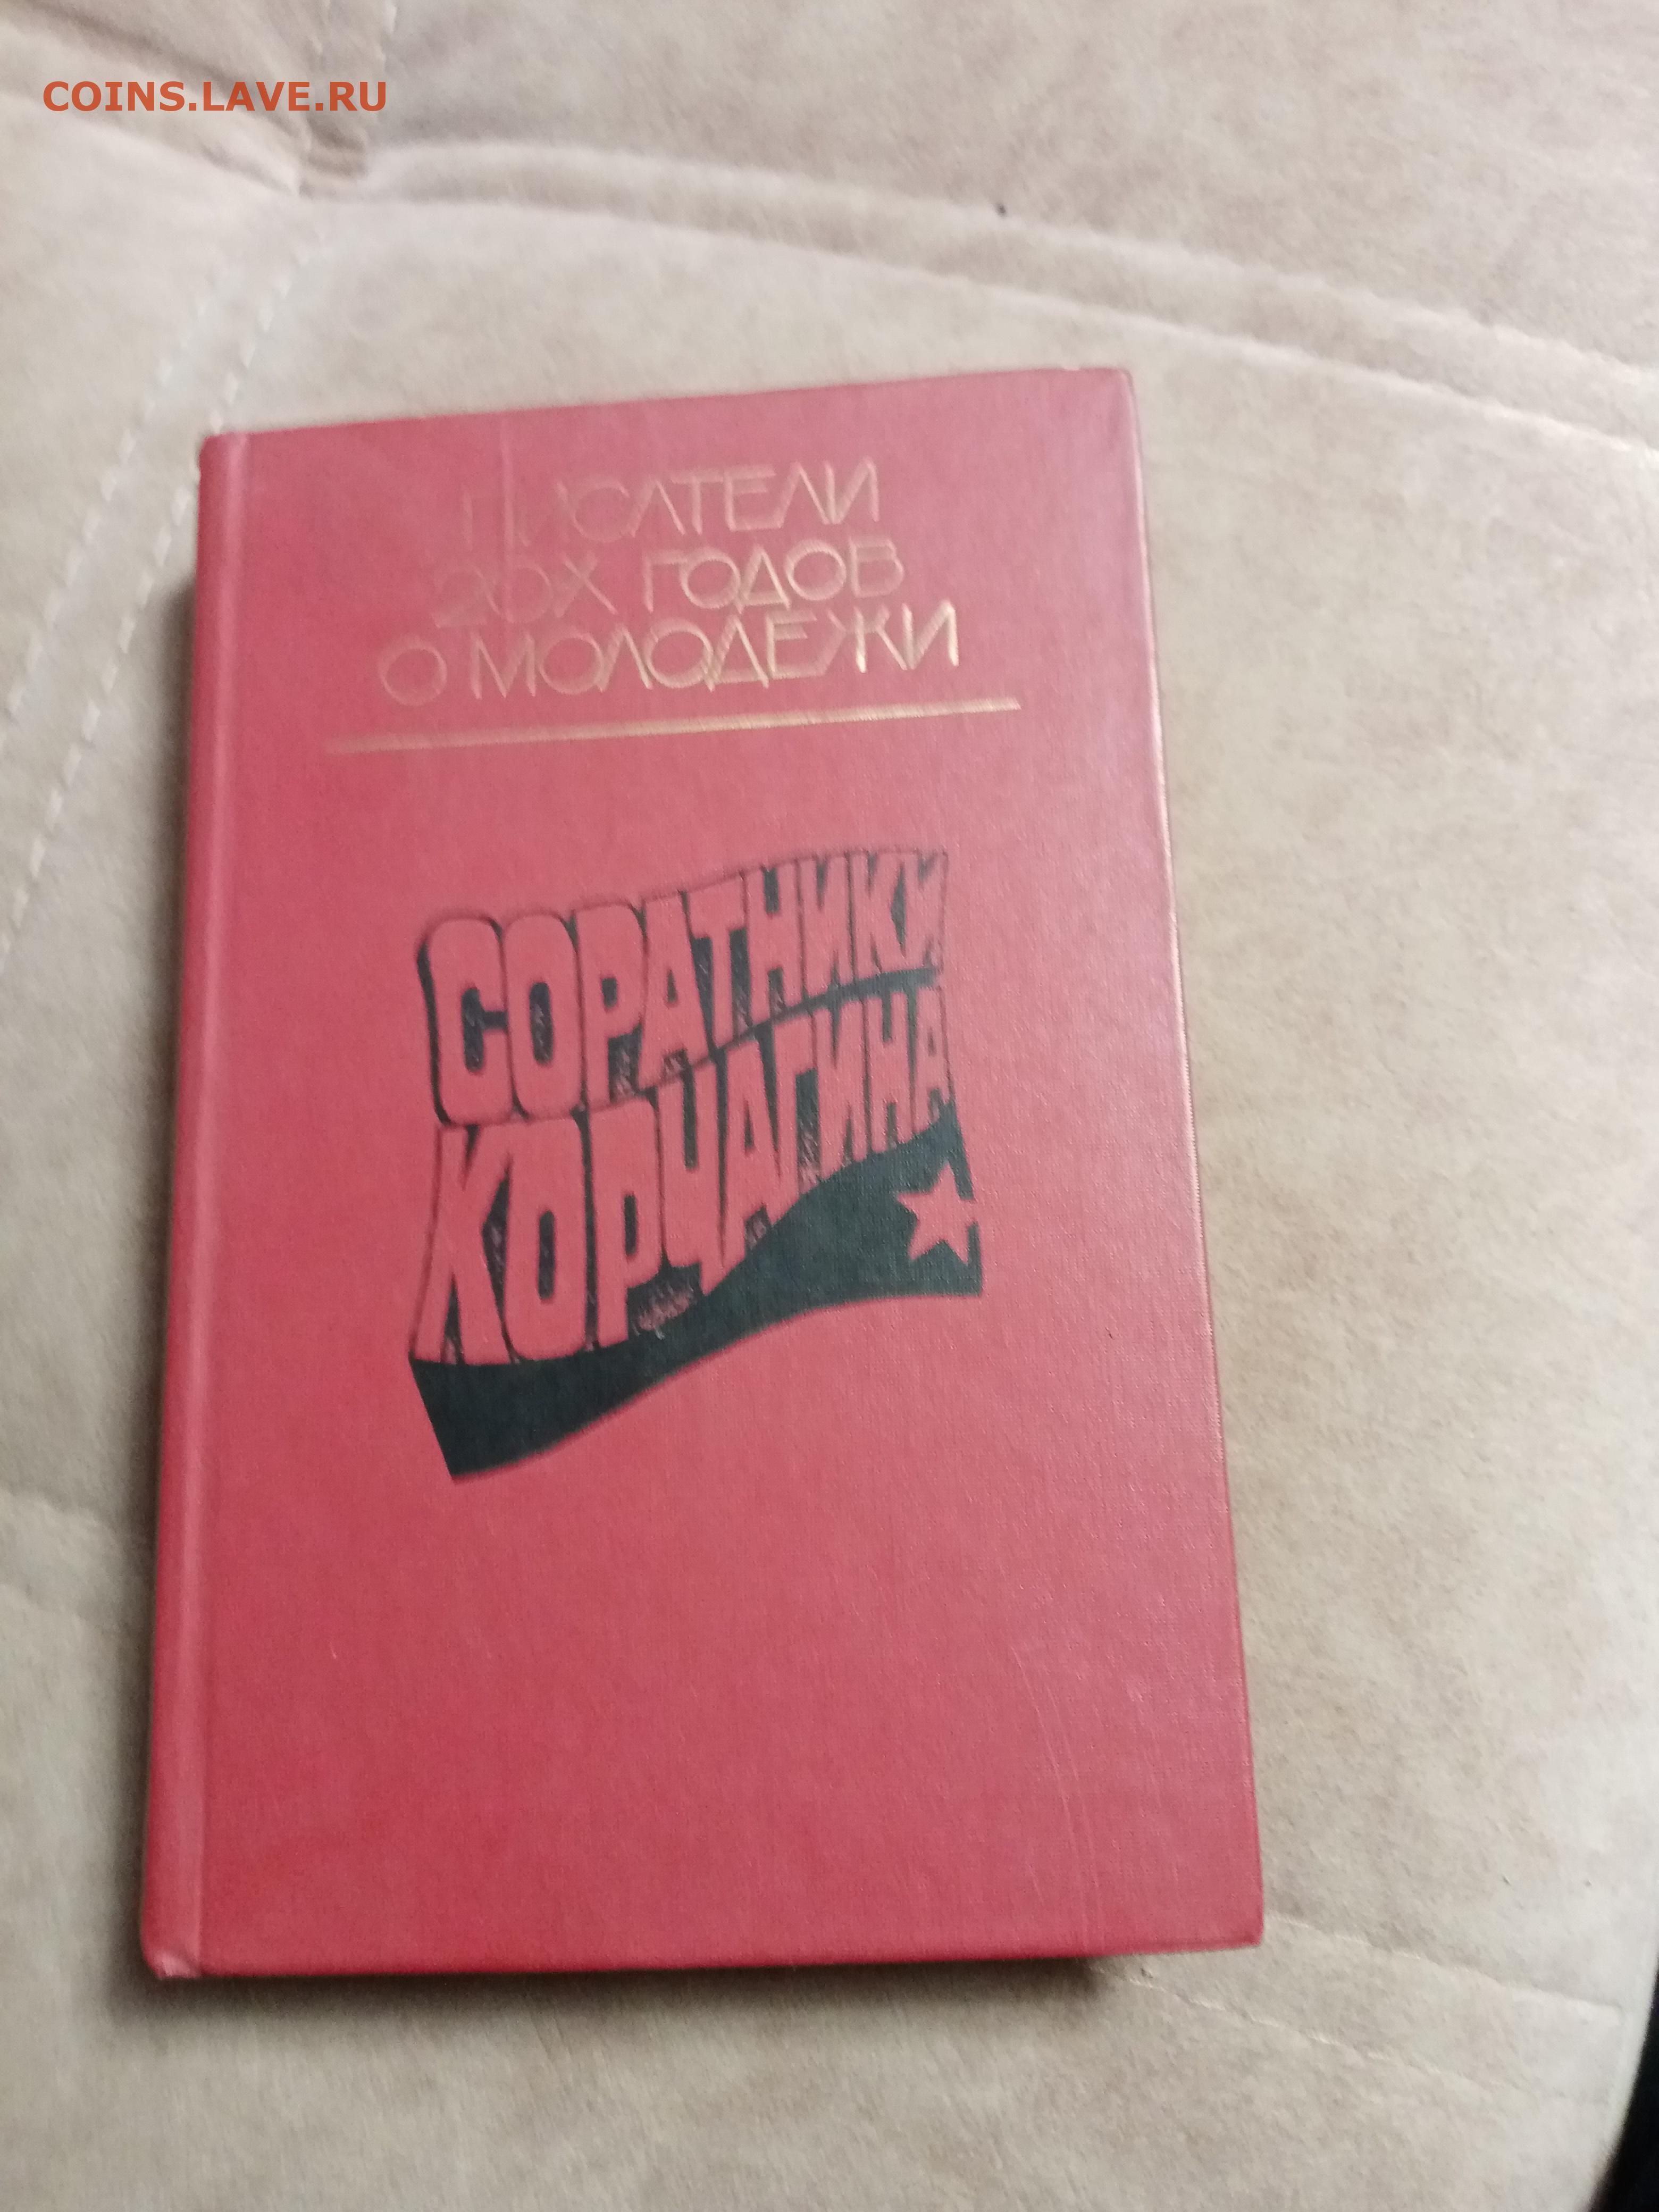 COINS.LAVE.RU
ПИСАТЕЛИ
20Х ГОДОВ
О МОЛОДЕЖИ
СОРАТНИКИ
КОРЧАГИНА